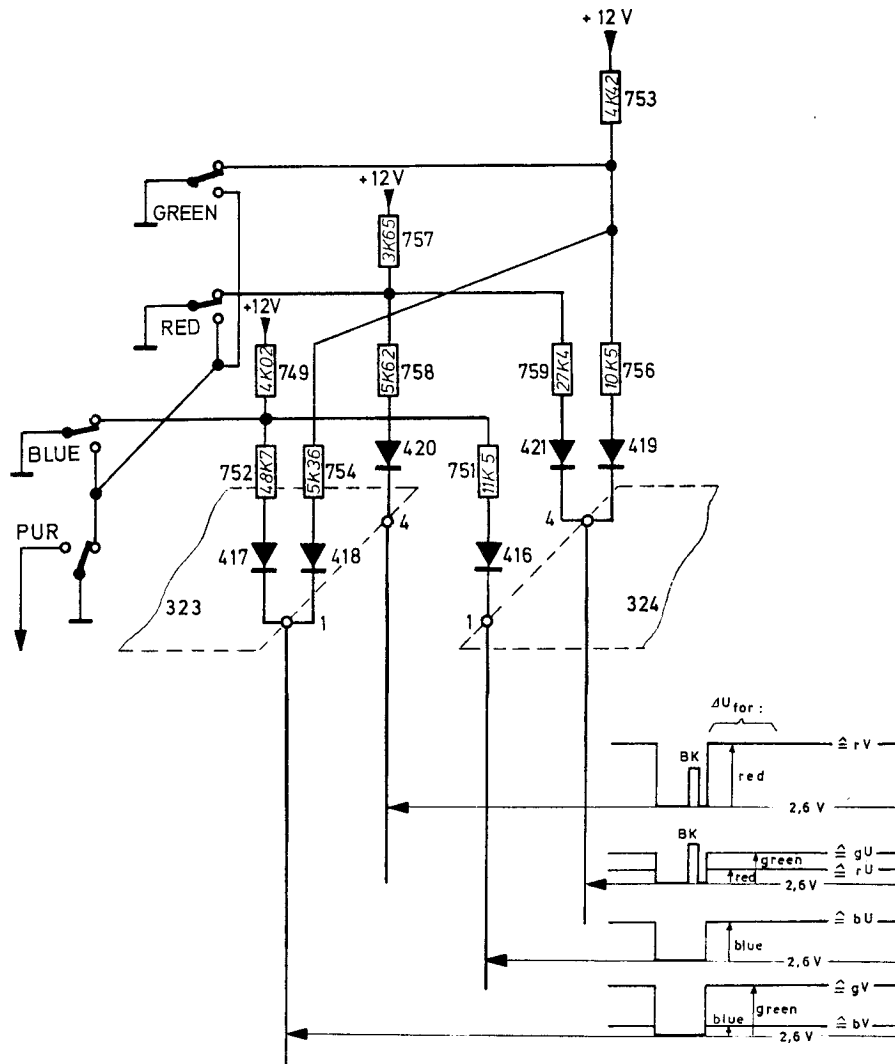 + 12 V
4K42 753
GREEN
+12 V
3K65 757
RED
+12V
4K02 749
5K62 758
759 27K4
10K5 756
BLUE
420
421
419
752 48K7
754 5K36
751 11K5
PUR
4
4
417
418
416
323
1
1
324
ΔU for :
BK
≙ rV
red
2,6 V
BK
≙ gU
green
≙ rU
red
2,6 V
≙ bU
blue
2,6 V
≙ gV
green
≙ bV
blue
2,6 V